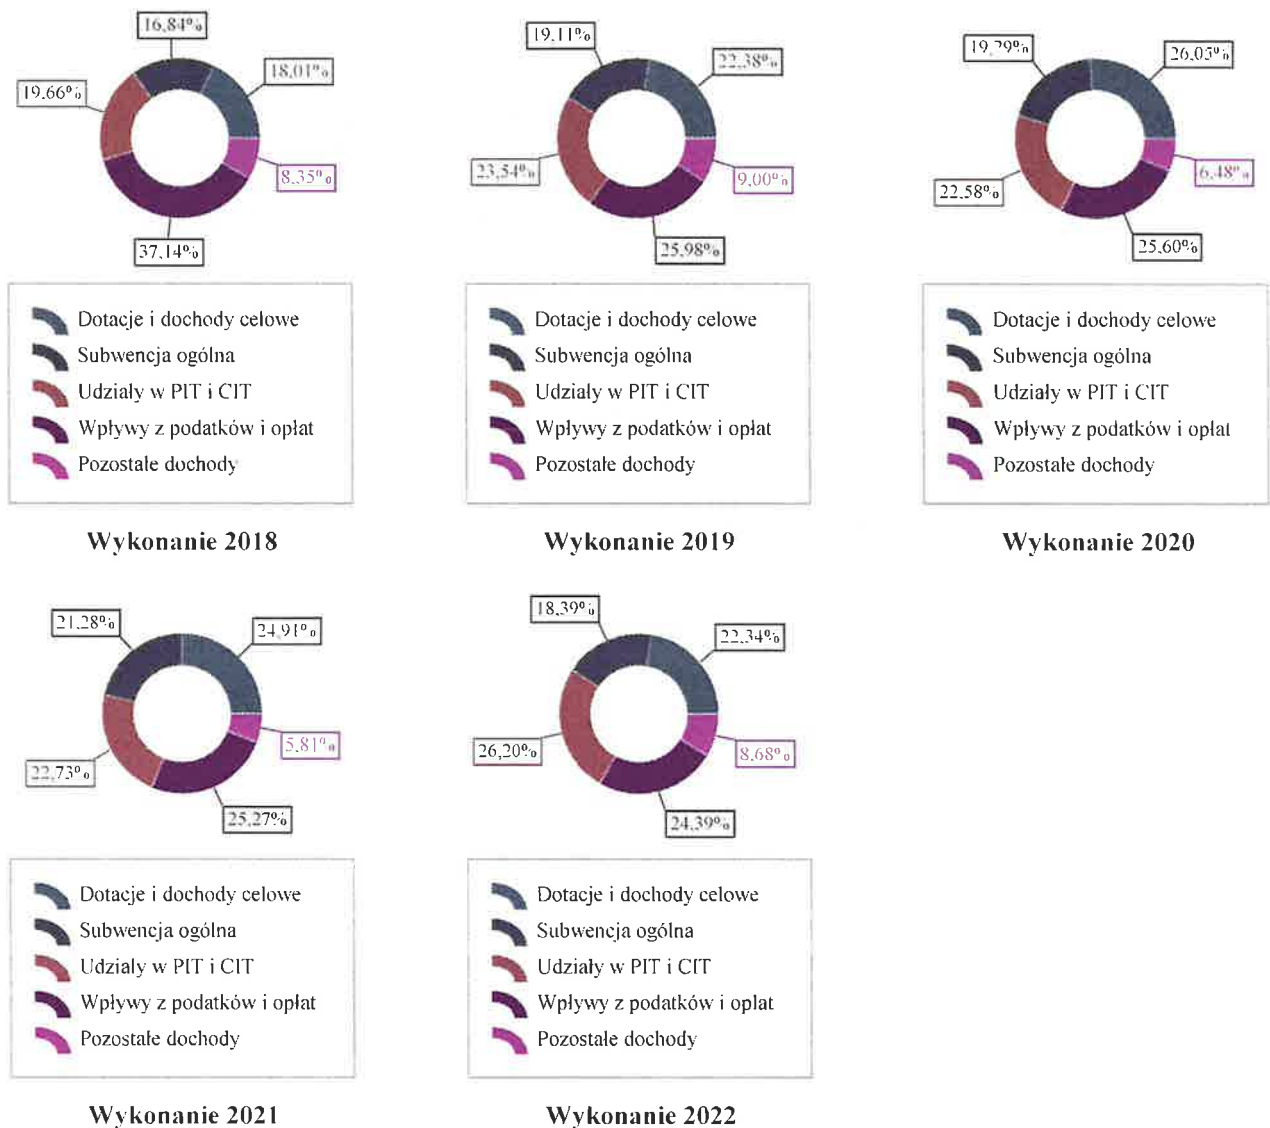 16,84%
18,01%
19,66%
8,35%
37,14%
Dotacje i dochody celowe
Subwencja ogólna
Udziały w PIT i CIT
Wpływy z podatków i opłat
Pozostałe dochody
Wykonanie 2018
19,11%
22,38%
23,54%
9,00%
25,98%
Dotacje i dochody celowe
Subwencja ogólna
Udziały w PIT i CIT
Wpływy z podatków i opłat
Pozostałe dochody
Wykonanie 2019
19,79%
26,05%
22,58%
6,48%
25,60%
Dotacje i dochody celowe
Subwencja ogólna
Udziały w PIT i CIT
Wpływy z podatków i opłat
Pozostałe dochody
Wykonanie 2020
21,28%
24,91%
22,73%
5,81%
25,27%
Dotacje i dochody celowe
Subwencja ogólna
Udziały w PIT i CIT
Wpływy z podatków i opłat
Pozostałe dochody
Wykonanie 2021
18,39%
22,34%
26,20%
8,68%
24,39%
Dotacje i dochody celowe
Subwencja ogólna
Udziały w PIT i CIT
Wpływy z podatków i opłat
Pozostałe dochody
Wykonanie 2022